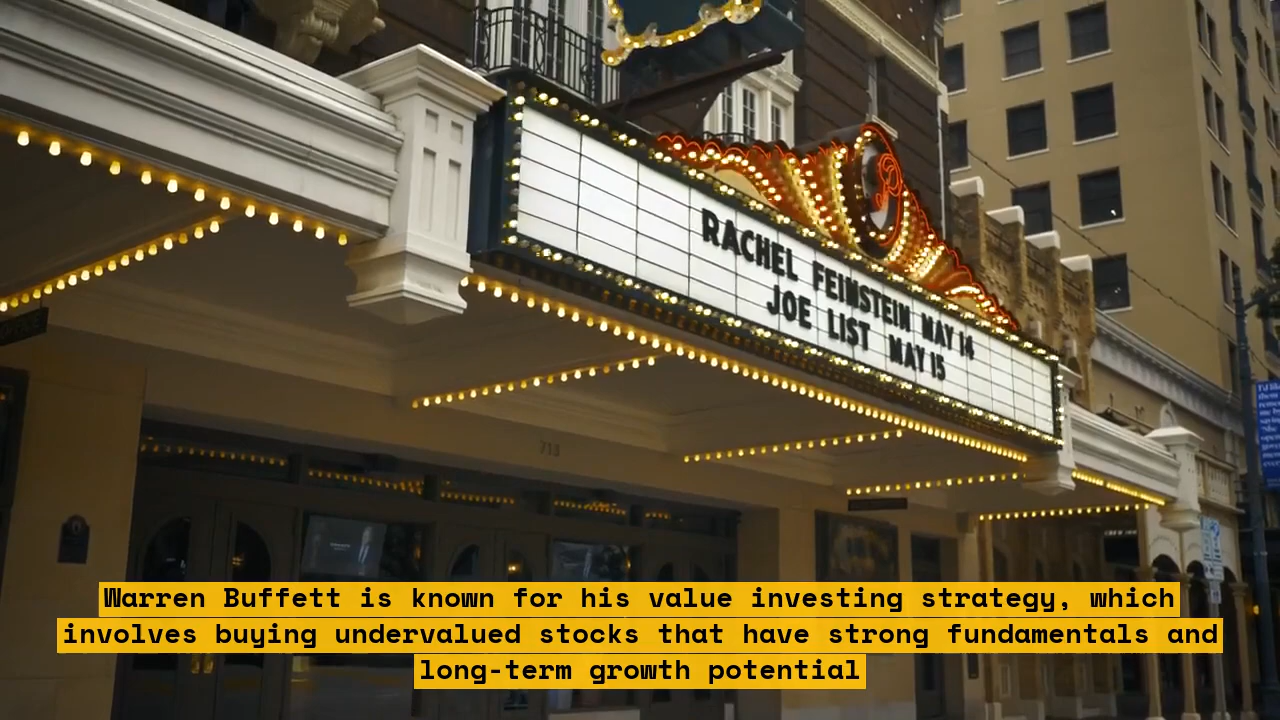 RACHEL FEINSTEIN MAY 14
JOE LIST MAY 15
713
Warren Buffett is known for his value investing strategy, which
involves buying undervalued stocks that have strong fundamentals and
long-term growth potential